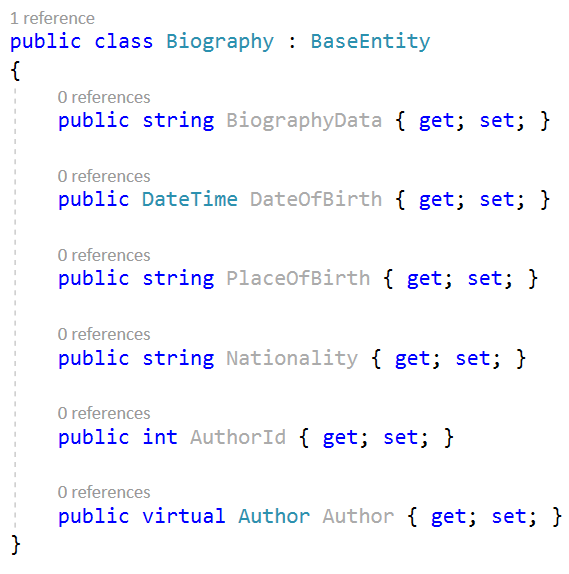 1 reference
public class Biography : BaseEntity
{
0 references
public string BiographyData { get; set; }
0 references
public DateTime DateOfBirth { get; set; }
0 references
public string PlaceOfBirth { get; set; }
0 references
public string Nationality { get; set; }
0 references
public int AuthorId { get; set; }
0 references
public virtual Author Author { get; set; }
}